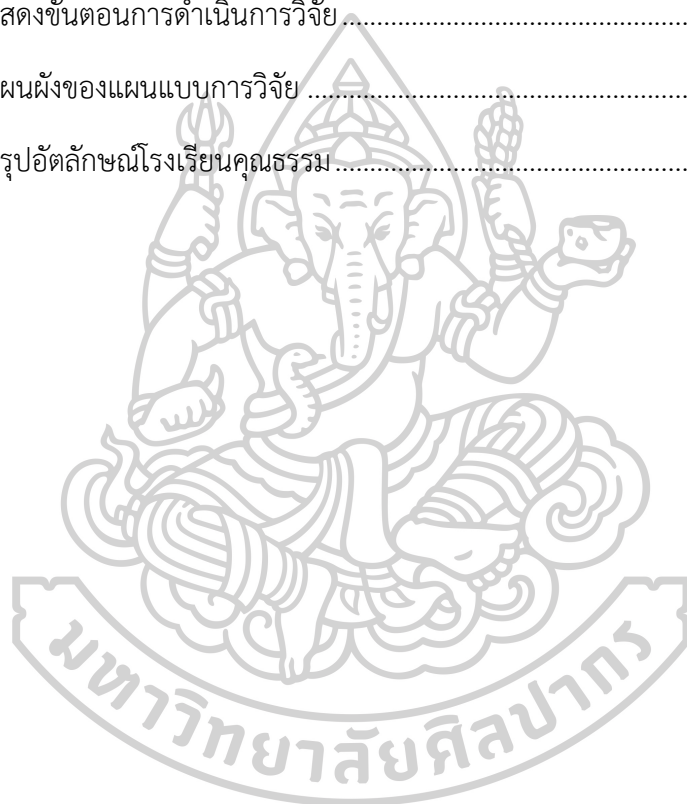 สดงขั้นตอนการดำเนินการวิจัย ....................................................
ผนผังของแผนแบบการวิจัย .........................................................
รุปอัตลักษณ์โรงเรียนคุณธรรม .....................................................
มหาวิทยาลัยศิลปากร